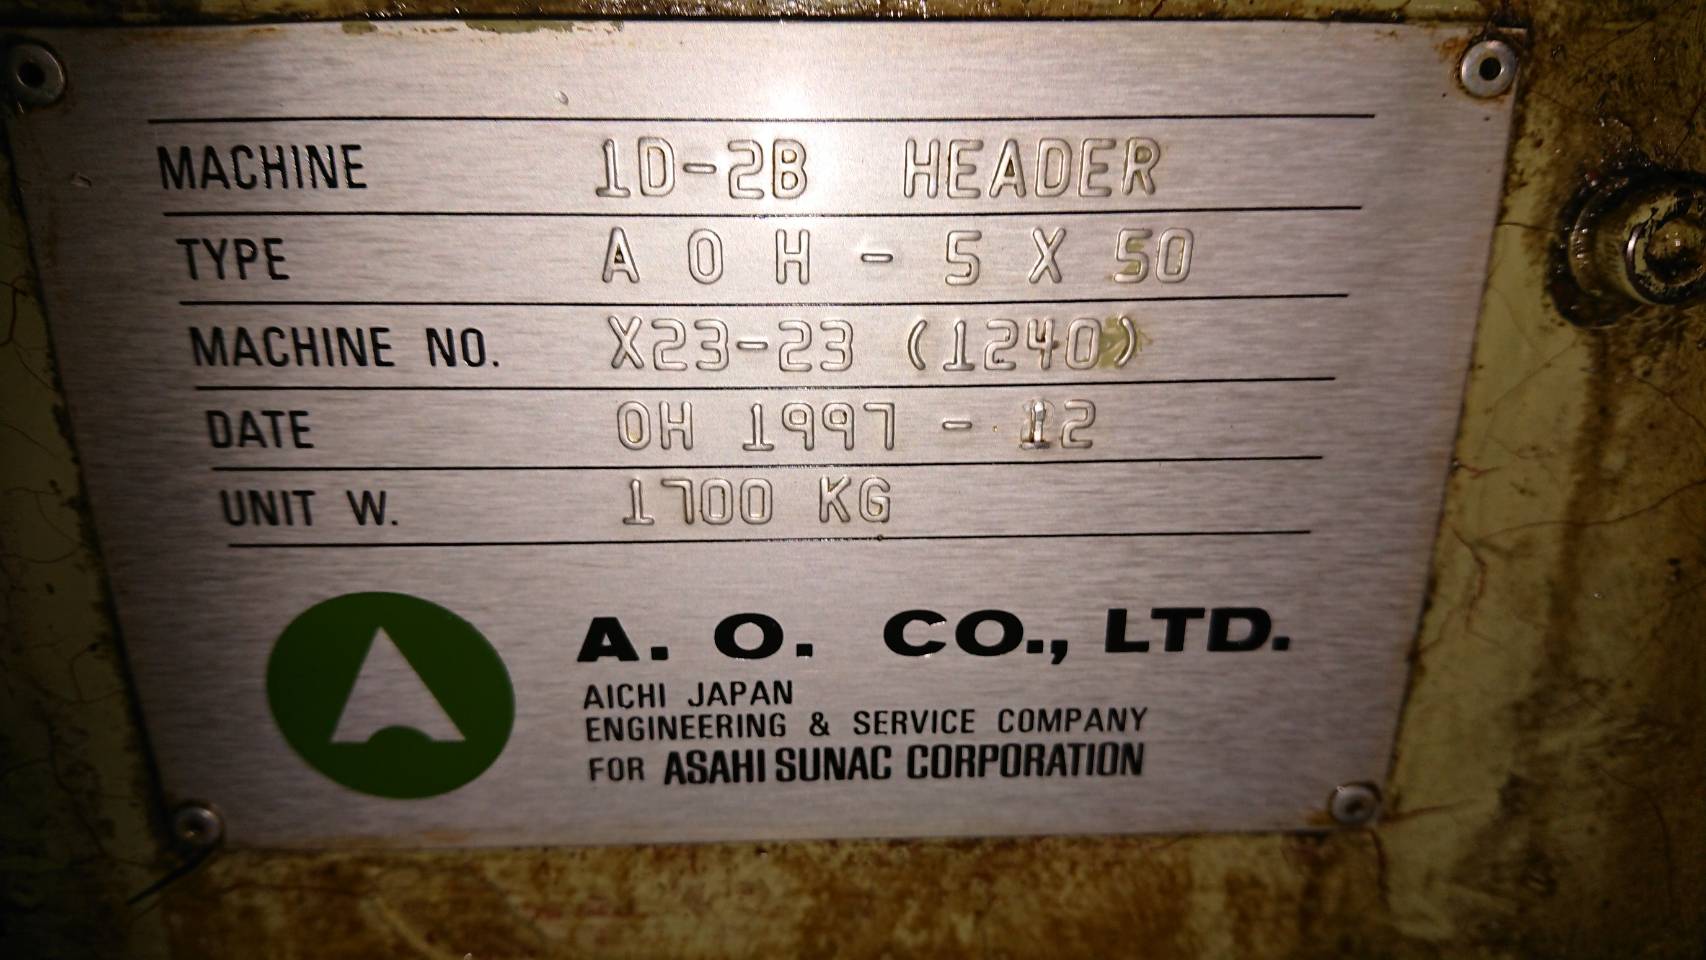 MACHINE 1D-2B HEADER
TYPE A O H - 5 X 50
MACHINE NO. X23-23 (1240)
DATE OH 1997 - 12
UNIT W. 1700 KG
A. O. CO., LTD.
AICHI JAPAN
ENGINEERING & SERVICE COMPANY
FOR ASAHI SUNAC CORPORATION